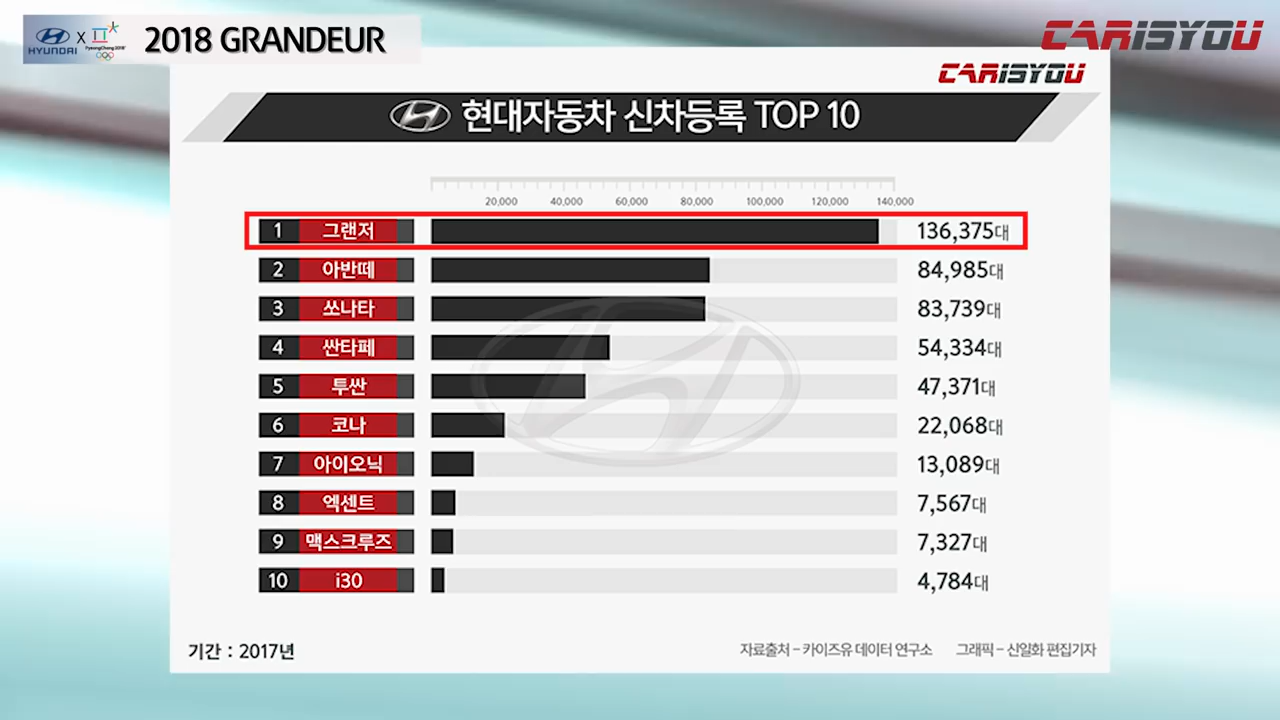 HYUNDAI X PyeongChang 2018 2018 GRANDEUR
CARISYOU
CARISYOU
현대자동차 신차등록 TOP 10
20,000 40,000 60,000 80,000 100,000 120,000 140,000
1 그랜저 136,375대
2 아반떼 84,985대
3 쏘나타 83,739대
4 싼타페 54,334대
5 투싼 47,371대
6 코나 22,068대
7 아이오닉 13,089대
8 엑센트 7,567대
9 맥스크루즈 7,327대
10 i30 4,784대
기간 : 2017년 자료출처 – 카이즈유 데이터 연구소 그래픽 – 신일화 편집기자